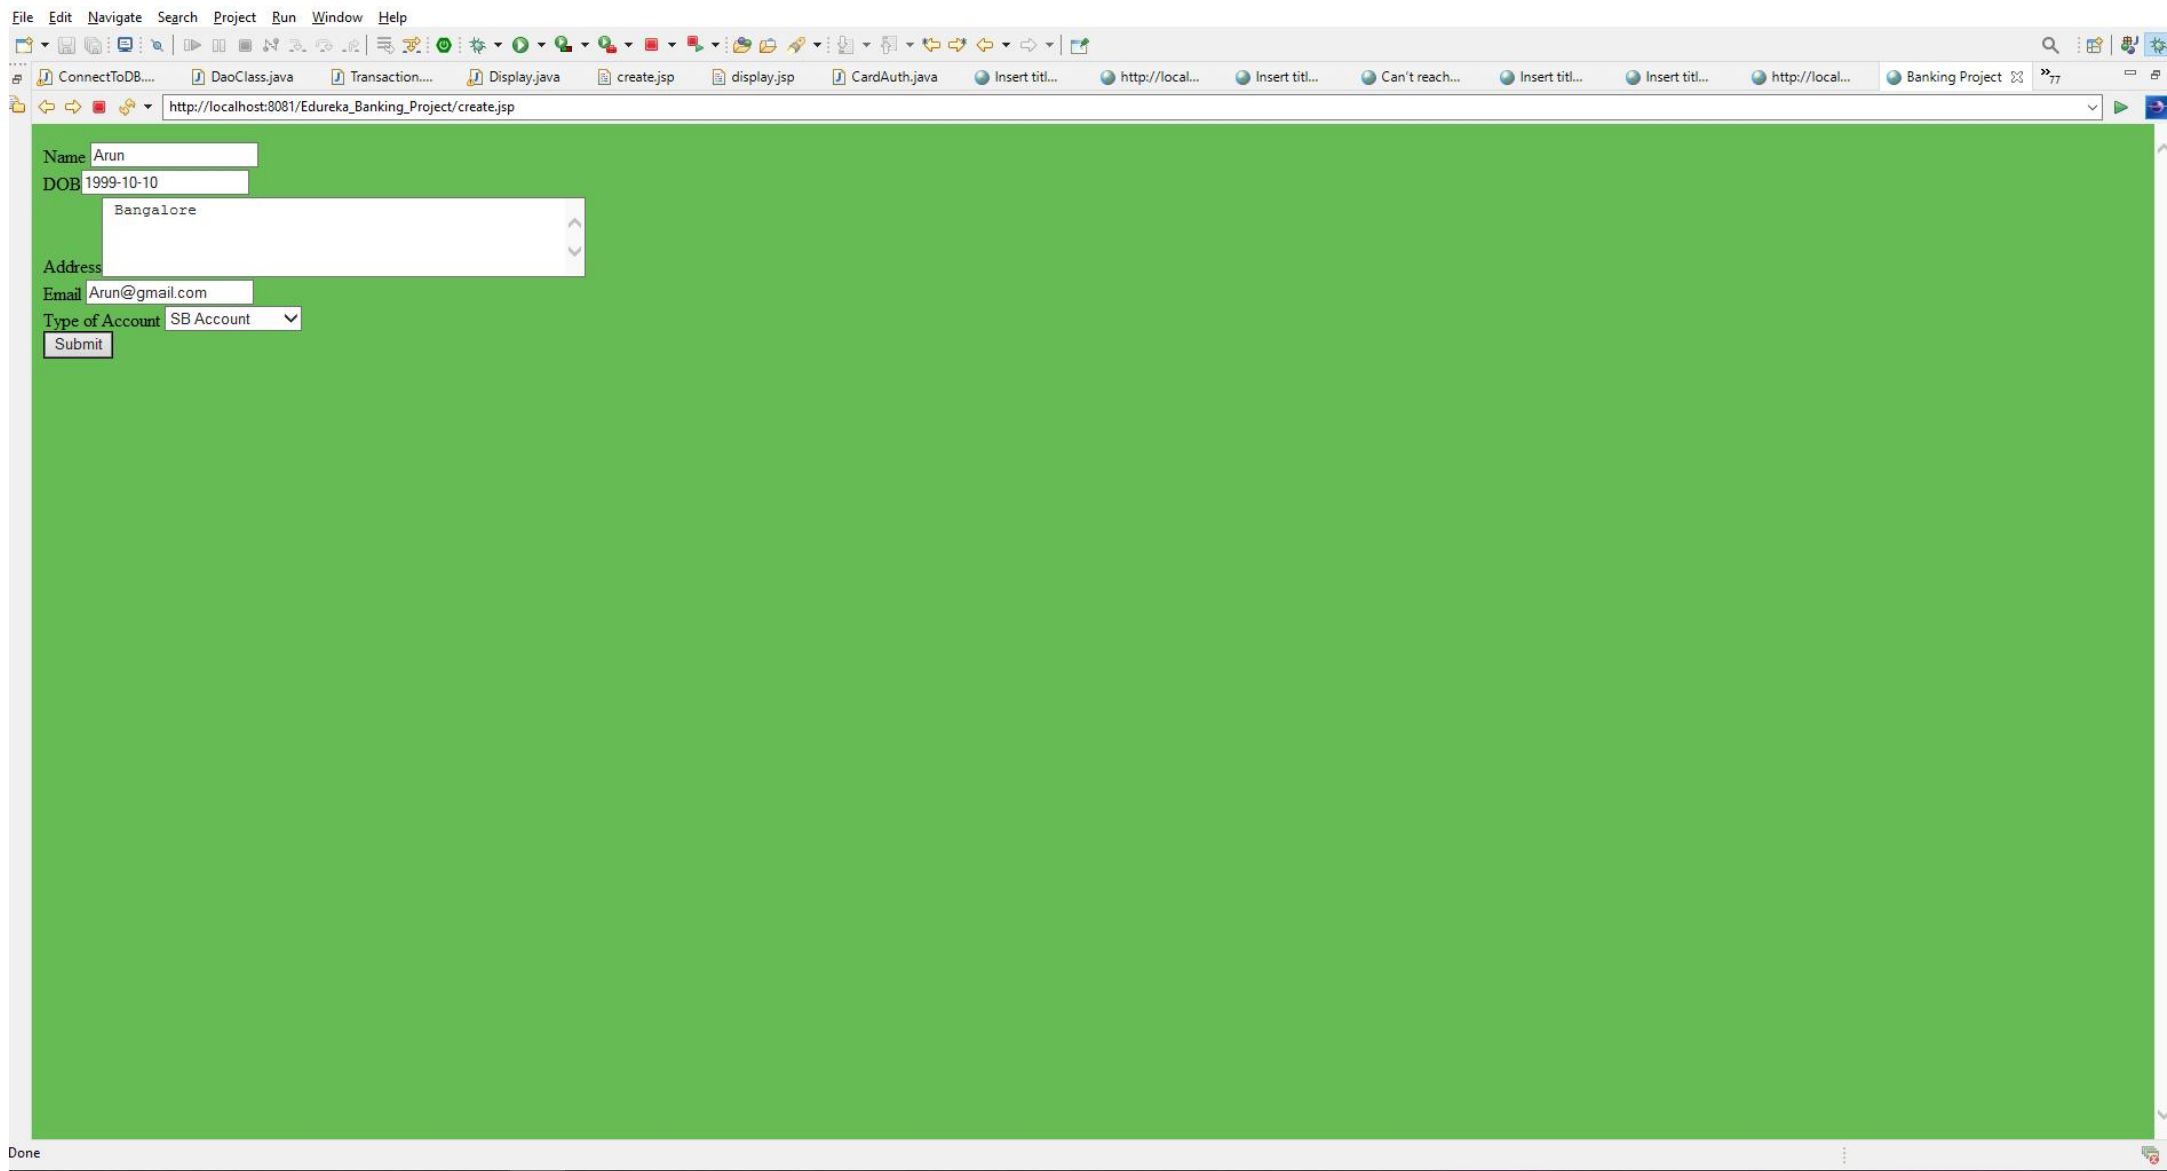 File Edit Navigate Search Project Run Window Help
ConnectToDB.... DaoClass.java Transaction.... Display.java create.jsp display.jsp CardAuth.java Insert titl... http://local... Insert titl... Can't reach... Insert titl... Insert titl... http://local... Banking Project »77
http://localhost:8081/Edureka_Banking_Project/create.jsp
Name Arun
DOB 1999-10-10
Bangalore
Address
Email Arun@gmail.com
Type of Account SB Account
Submit
Done